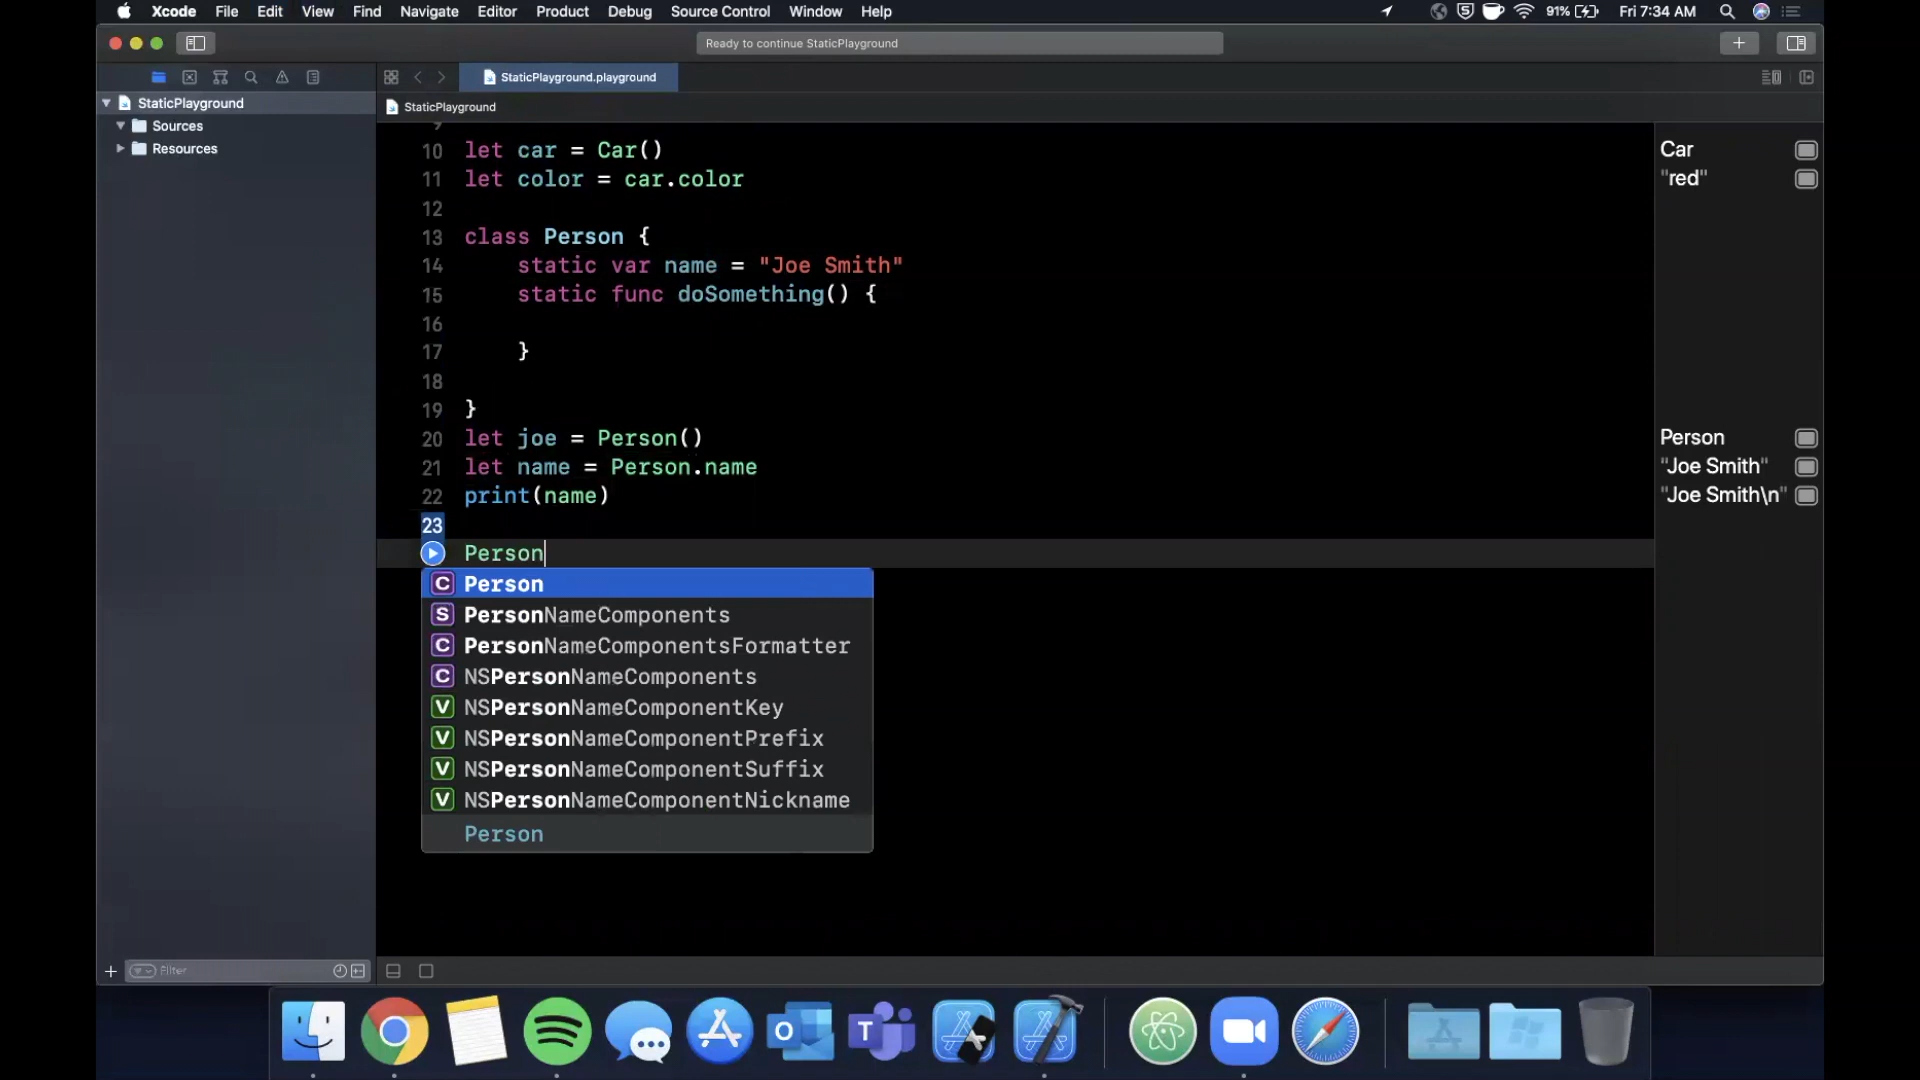 Xcode File Edit View Find Navigate Editor Product Debug Source Control Window Help 91% Fri 7:34 AM
Ready to continue StaticPlayground
StaticPlayground.playground
StaticPlayground
Sources
Resources
StaticPlayground
10 let car = Car()
11 let color = car.color
12
13 class Person {
14 static var name = "Joe Smith"
15 static func doSomething() {
16
17 }
18
19 }
20 let joe = Person()
21 let name = Person.name
22 print(name)
23
Person
C Person
S PersonNameComponents
C PersonNameComponentsFormatter
C NSPersonNameComponents
V NSPersonNameComponentKey
V NSPersonNameComponentPrefix
V NSPersonNameComponentSuffix
V NSPersonNameComponentNickname
Person
Car
"red"
Person
"Joe Smith"
"Joe Smith\n"
Filter